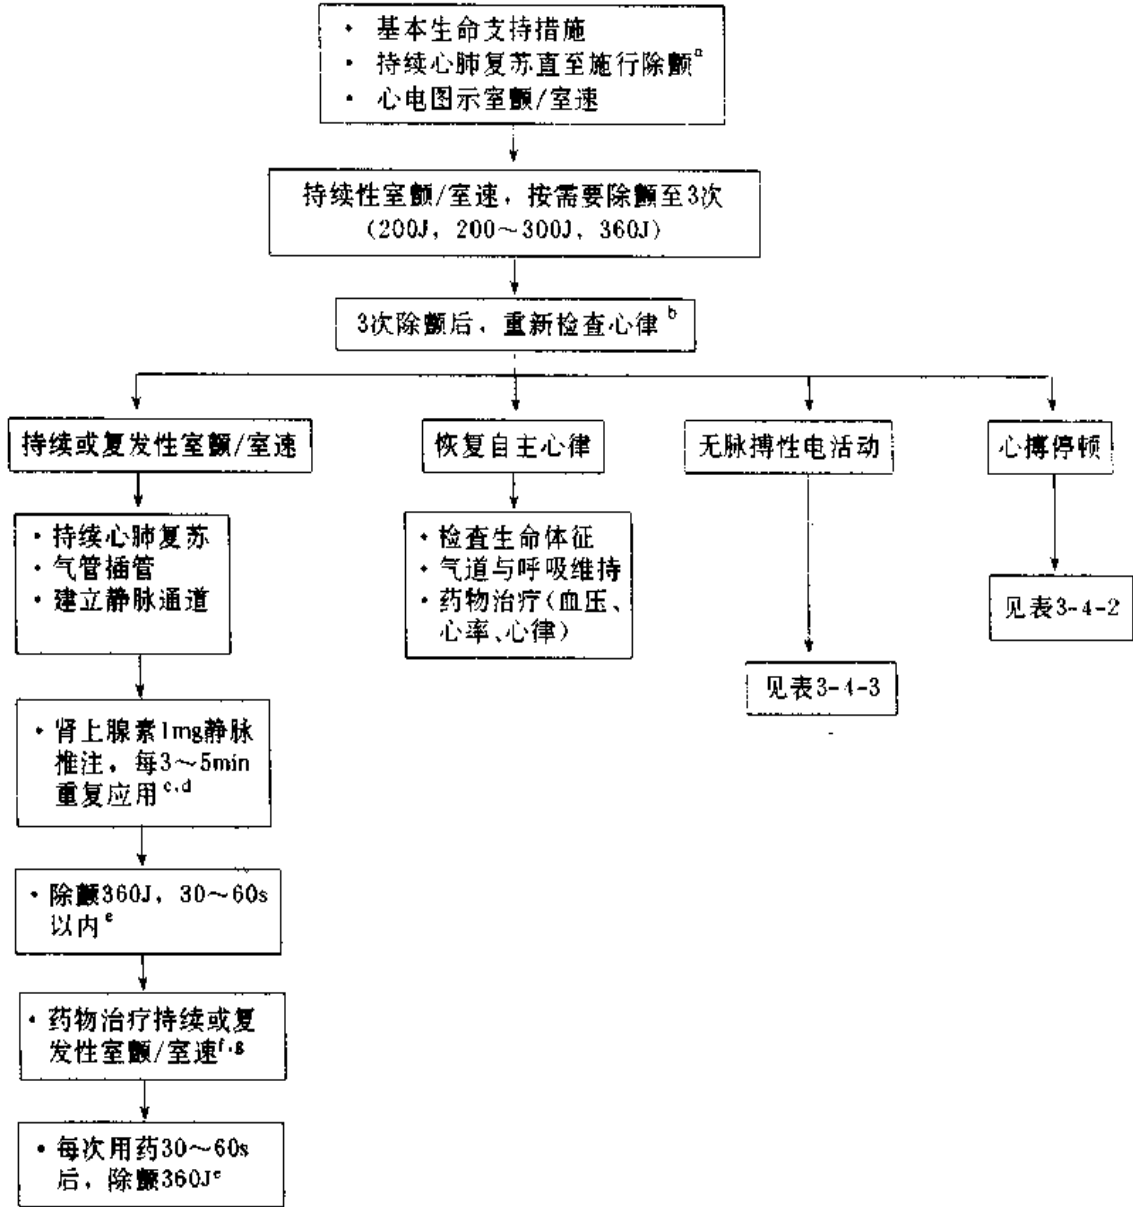 · 基本生命支持措施
· 持续心肺复苏直至施行除颤a
· 心电图示室颤/室速
持续性室颤/室速，按需要除颤至3次
（200J，200～300J，360J）
3次除颤后，重新检查心律b
持续或复发性室颤/室速
恢复自主心律
无脉搏性电活动
心搏停顿
· 持续心肺复苏
· 气管插管
· 建立静脉通道
· 检查生命体征
· 气道与呼吸维持
· 药物治疗（血压、
心率、心律）
见表3-4-2
见表3-4-3
· 肾上腺素1mg静脉
推注，每3～5min
重复应用c,d
· 除颤360J，30～60s
以内e
· 药物治疗持续或复
发性室颤/室速f,g
· 每次用药30～60s
后，除颤360Je